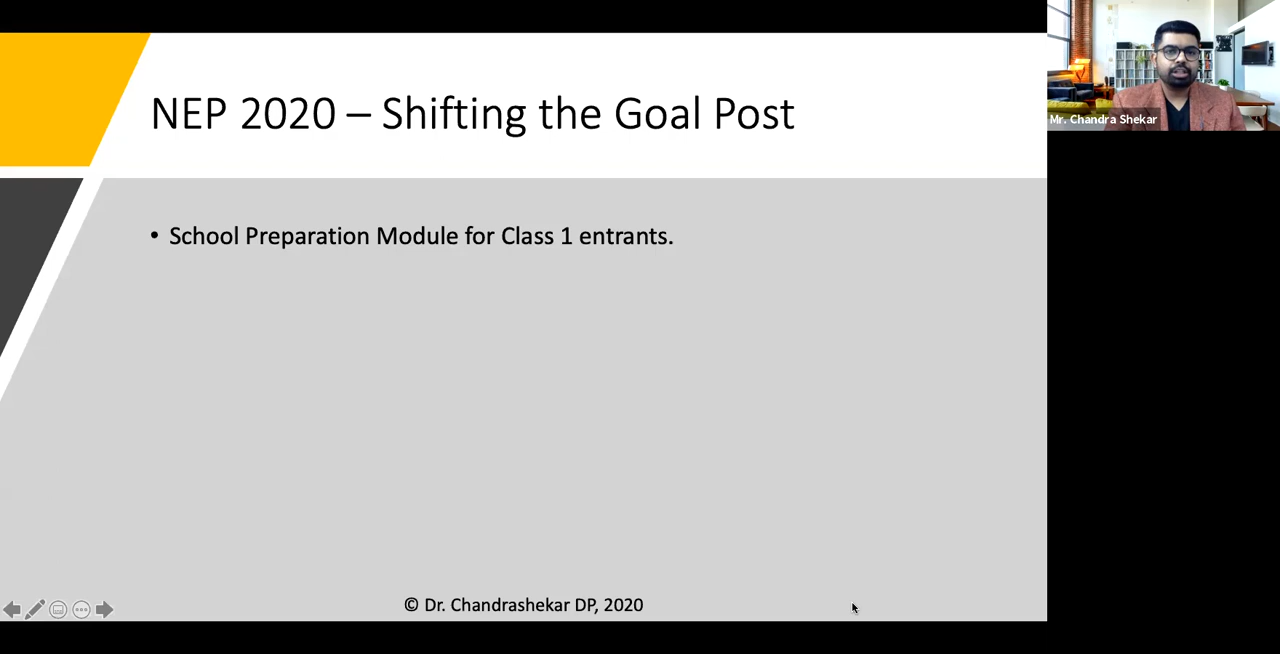 NEP 2020 – Shifting the Goal Post
Mr. Chandra Shekar
• School Preparation Module for Class 1 entrants.
© Dr. Chandrashekar DP, 2020